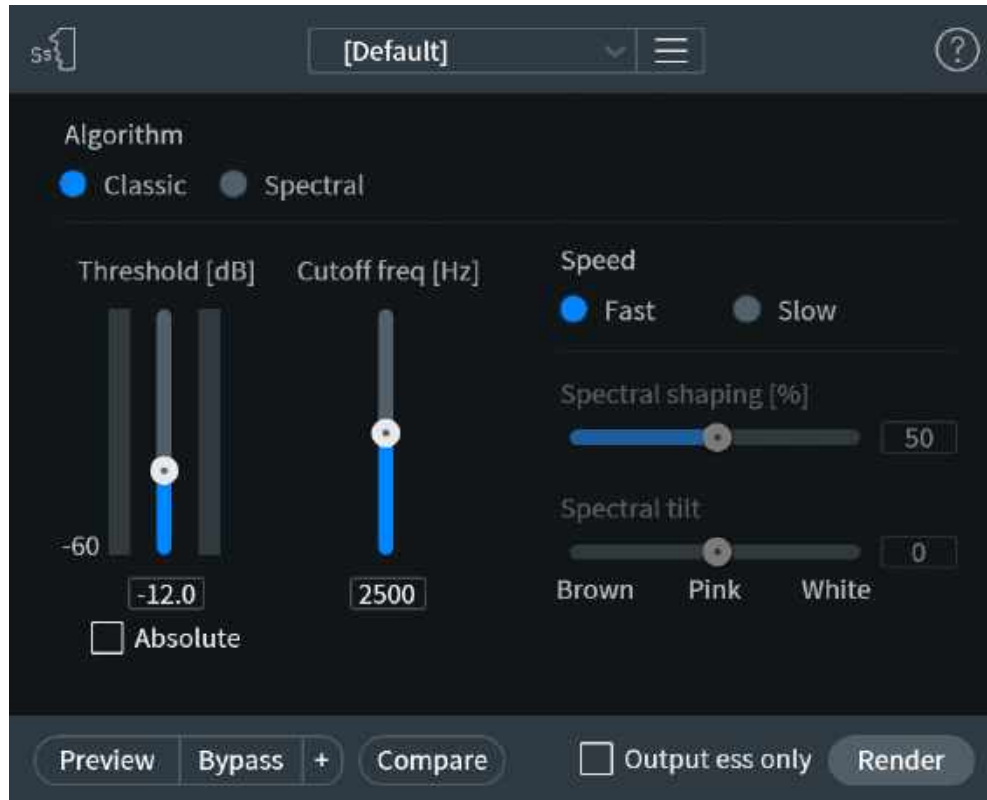 Ss
[Default]
?
Algorithm
Classic Spectral
Threshold [dB] Cutoff freq [Hz]
-60
-12.0 2500
Absolute
Speed
Fast Slow
Spectral shaping [%]
50
Spectral tilt
0
Brown Pink White
Preview Bypass + Compare Output ess only Render